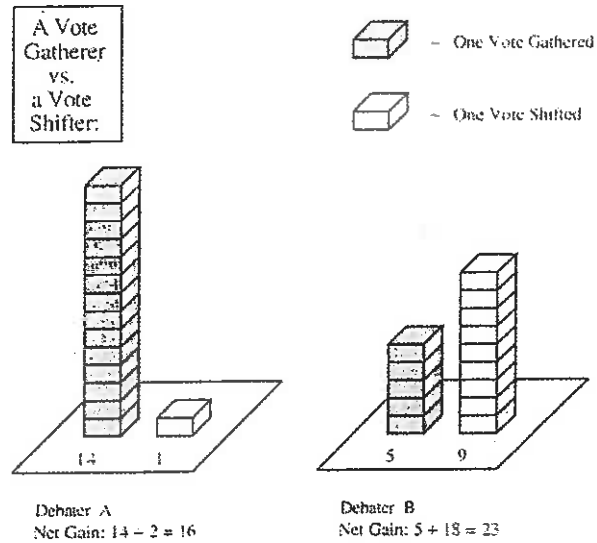 A Vote
Gatherer
vs.
a Vote
Shifter:
~ One Vote Gathered
~ One Vote Shifted
14 1
5 9
Debater A
Net Gain: 14 – 2 = 16
Debater B
Net Gain: 5 + 18 = 23